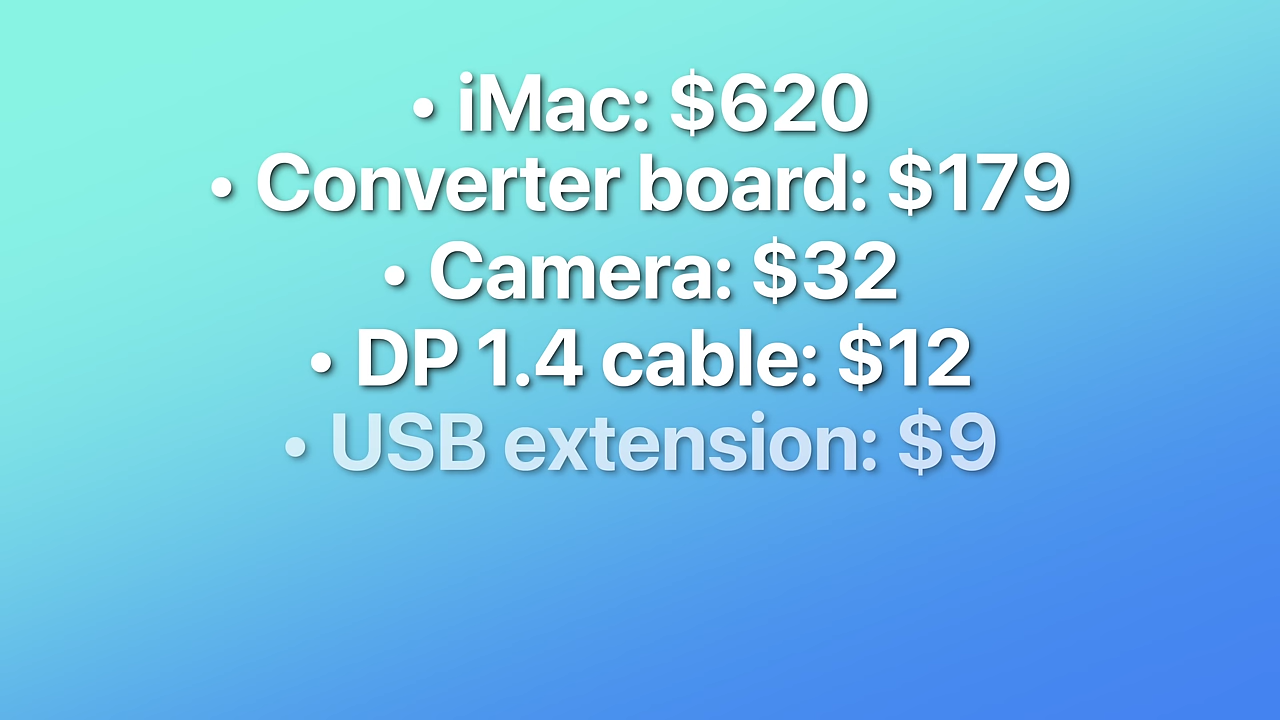 • iMac: $620
• Converter board: $179
• Camera: $32
• DP 1.4 cable: $12
• USB extension: $9